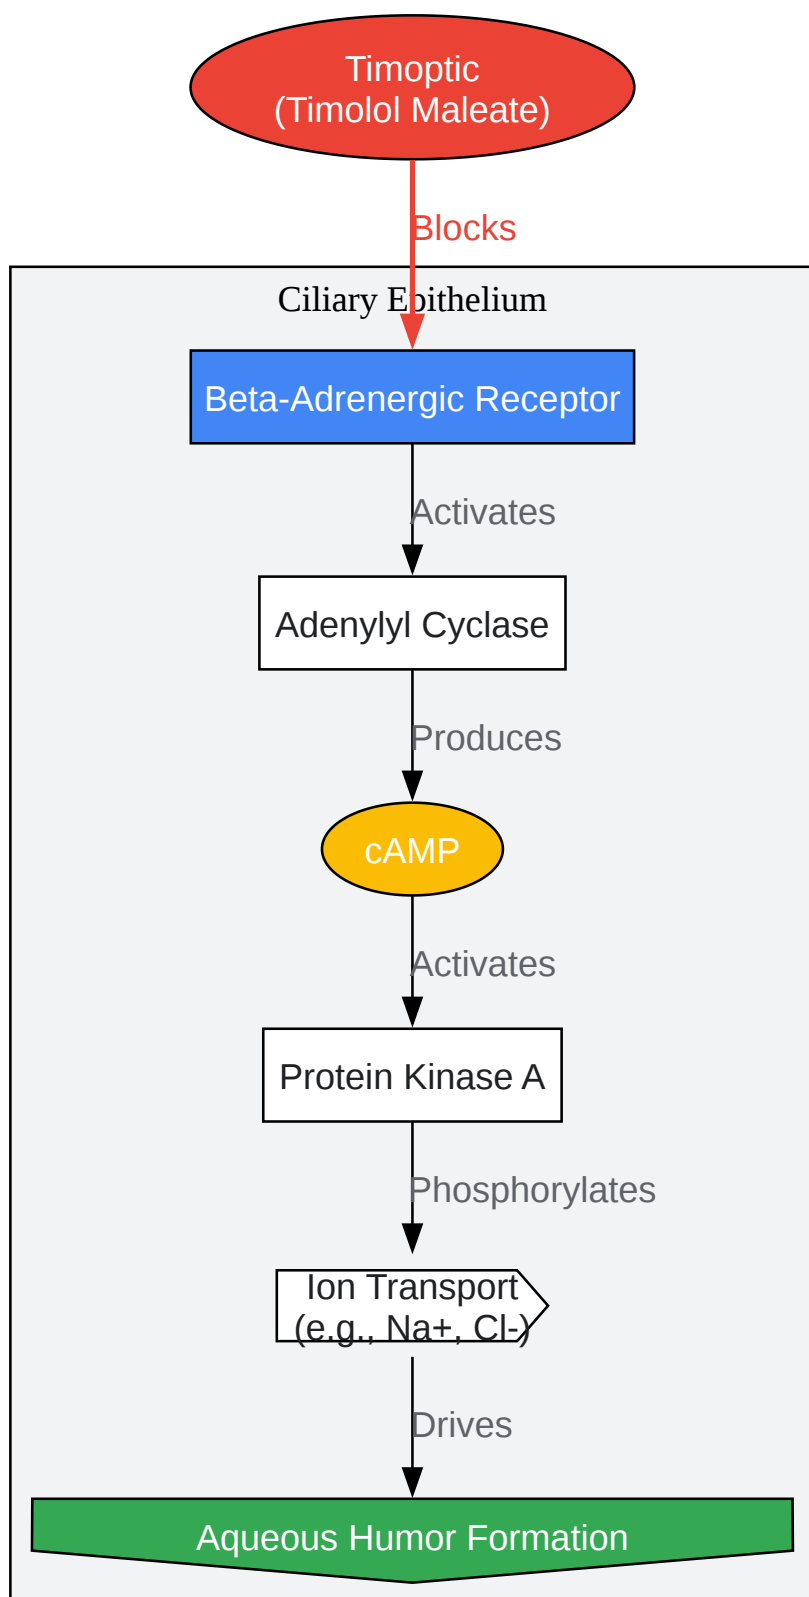 Timoptic
(Timolol Maleate)
Blocks
Ciliary Epithelium
Beta-Adrenergic Receptor
Activates
Adenylyl Cyclase
Produces
cAMP
Activates
Protein Kinase A
Phosphorylates
Ion Transport
(e.g., Na+, Cl-)
Drives
Aqueous Humor Formation